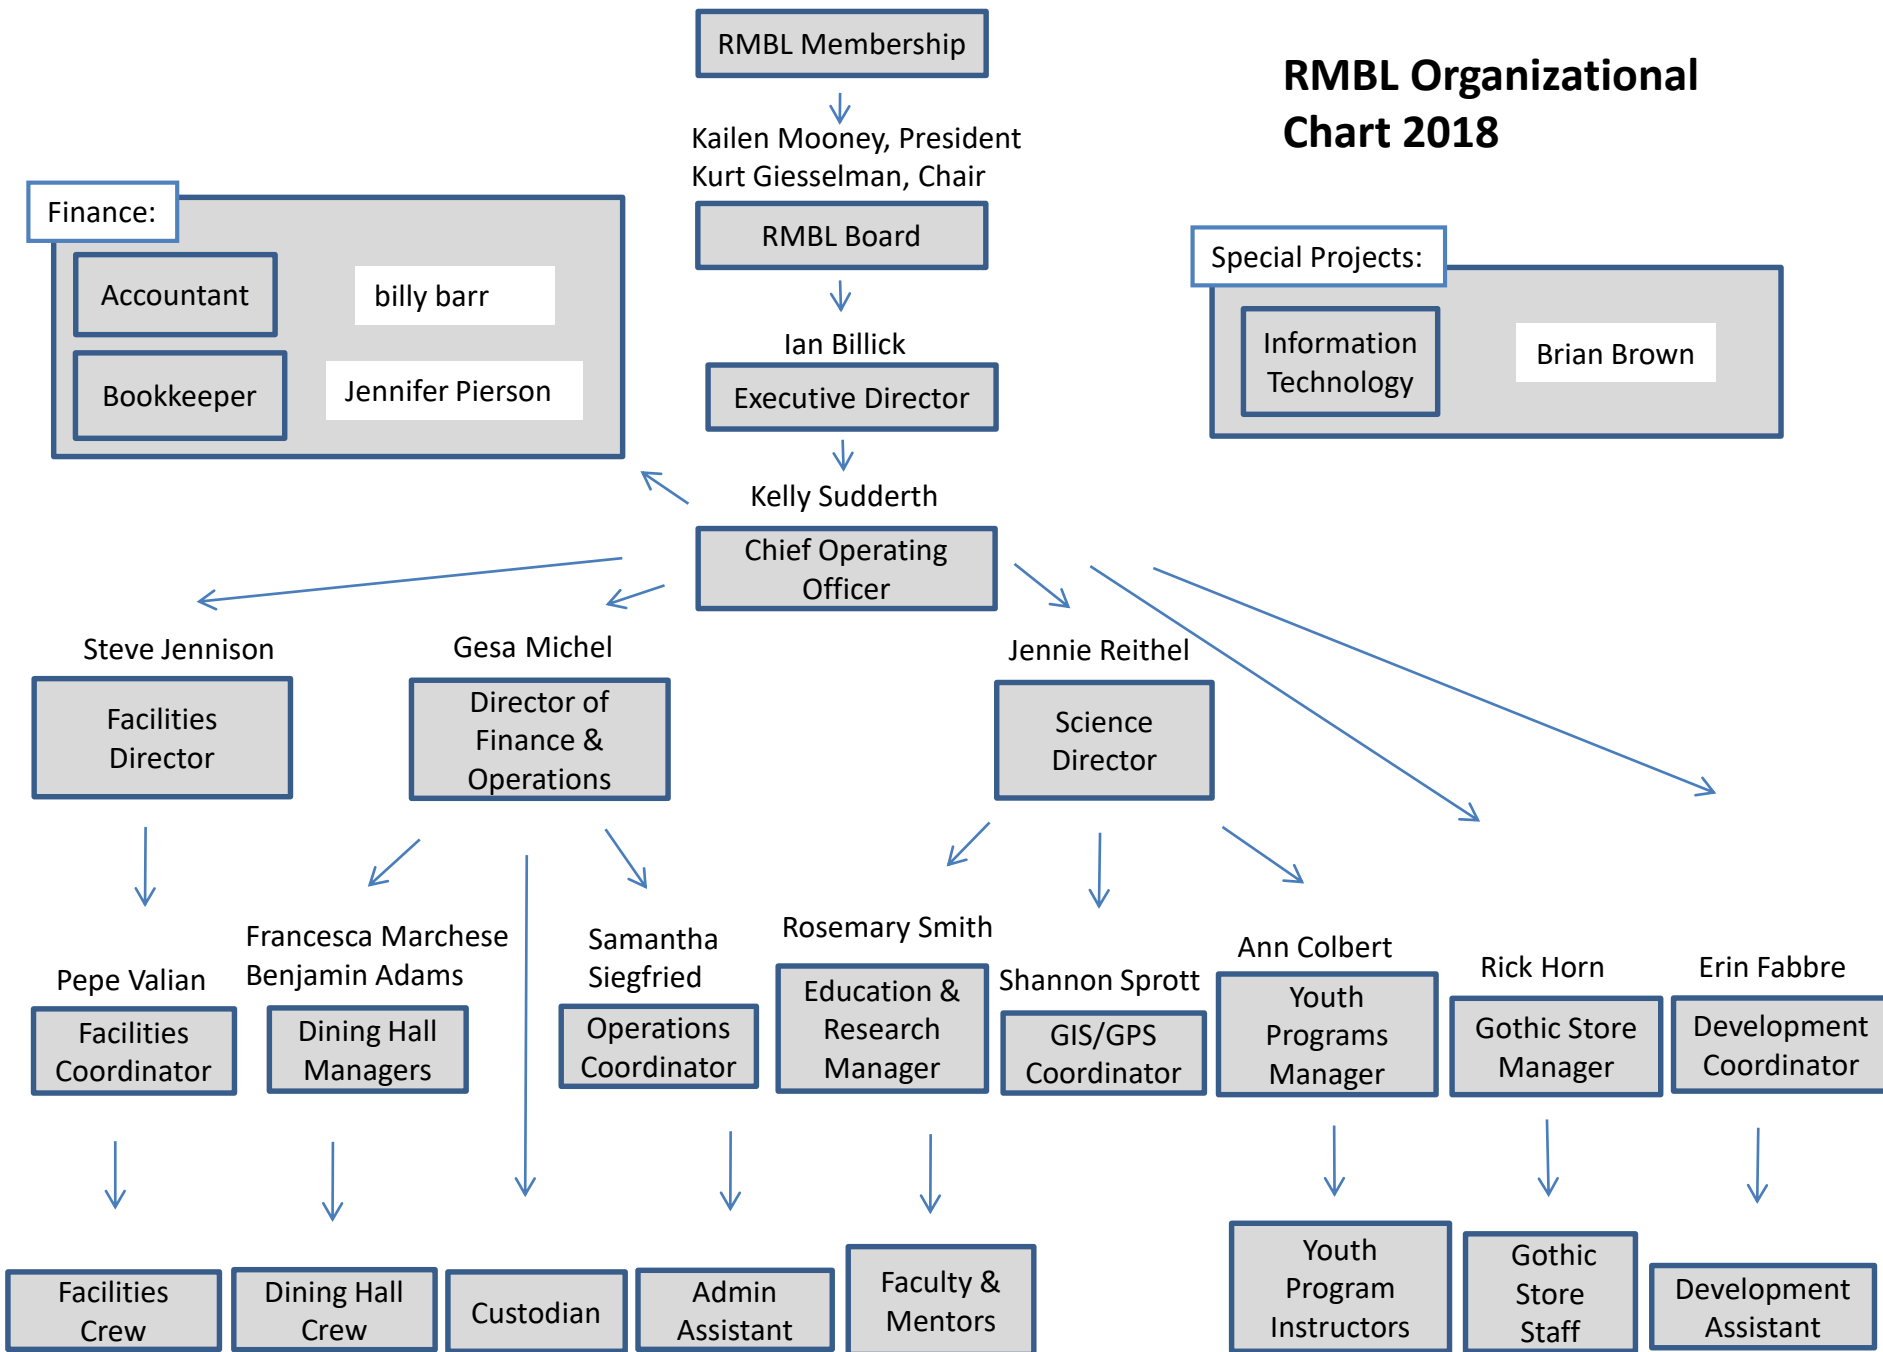 RMBL Membership
RMBL Organizational
Chart 2018
Kailen Mooney, President
Kurt Giesselman, Chair
RMBL Board
Finance:
Accountant
billy barr
Bookkeeper
Jennifer Pierson
Special Projects:
Information
Technology
Brian Brown
Ian Billick
Executive Director
Kelly Sudderth
Chief Operating
Officer
Steve Jennison
Facilities
Director
Gesa Michel
Director of
Finance &
Operations
Jennie Reithel
Science
Director
Pepe Valian
Facilities
Coordinator
Francesca Marchese
Benjamin Adams
Dining Hall
Managers
Samantha
Siegfried
Operations
Coordinator
Rosemary Smith
Education &
Research
Manager
Shannon Sprott
GIS/GPS
Coordinator
Ann Colbert
Youth
Programs
Manager
Rick Horn
Gothic Store
Manager
Erin Fabbre
Development
Coordinator
Facilities
Crew
Dining Hall
Crew
Custodian
Admin
Assistant
Faculty &
Mentors
Youth
Program
Instructors
Gothic
Store
Staff
Development
Assistant